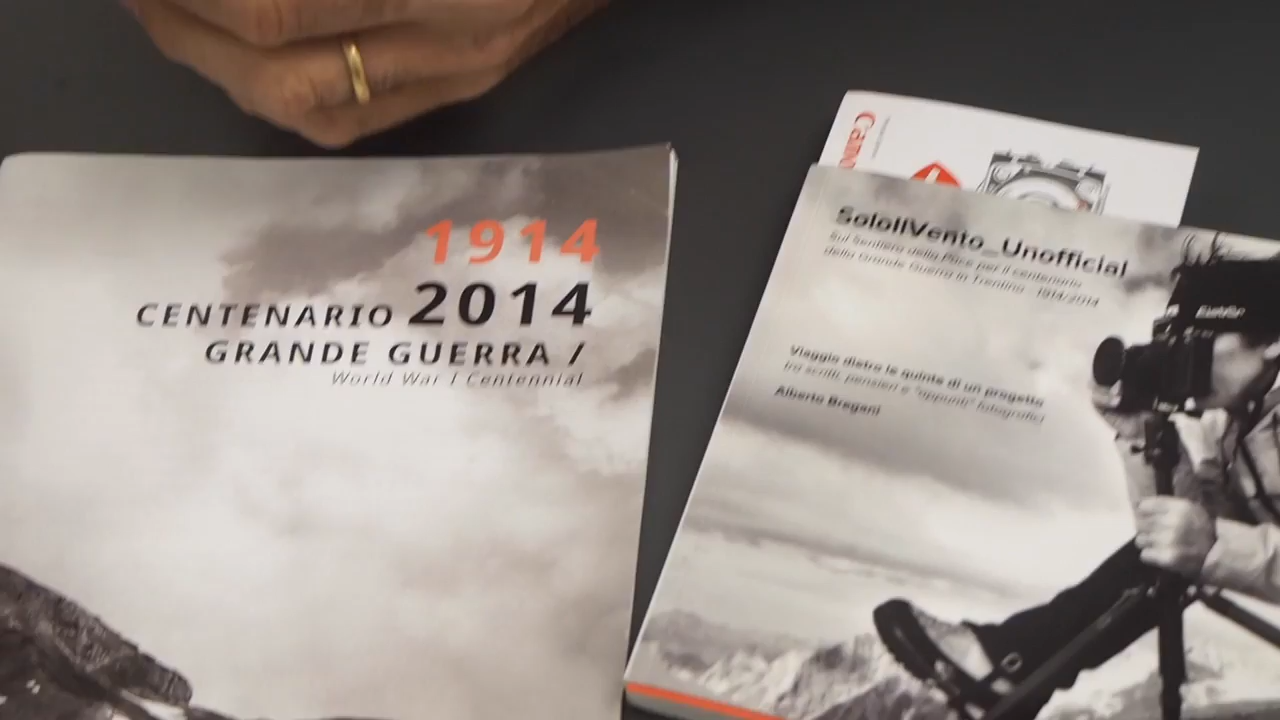 1914
CENTENARIO 2014
GRANDE GUERRA /
World War I Centennial
SoloIlVento_Unofficial
Sul Sentiero della Pace per il centenario
della Grande Guerra in Trentino - 1914/2014
Viaggio dietro le quinte di un progetto
tra scritti, pensieri e "appunti" fotografici
Alberto Bregani